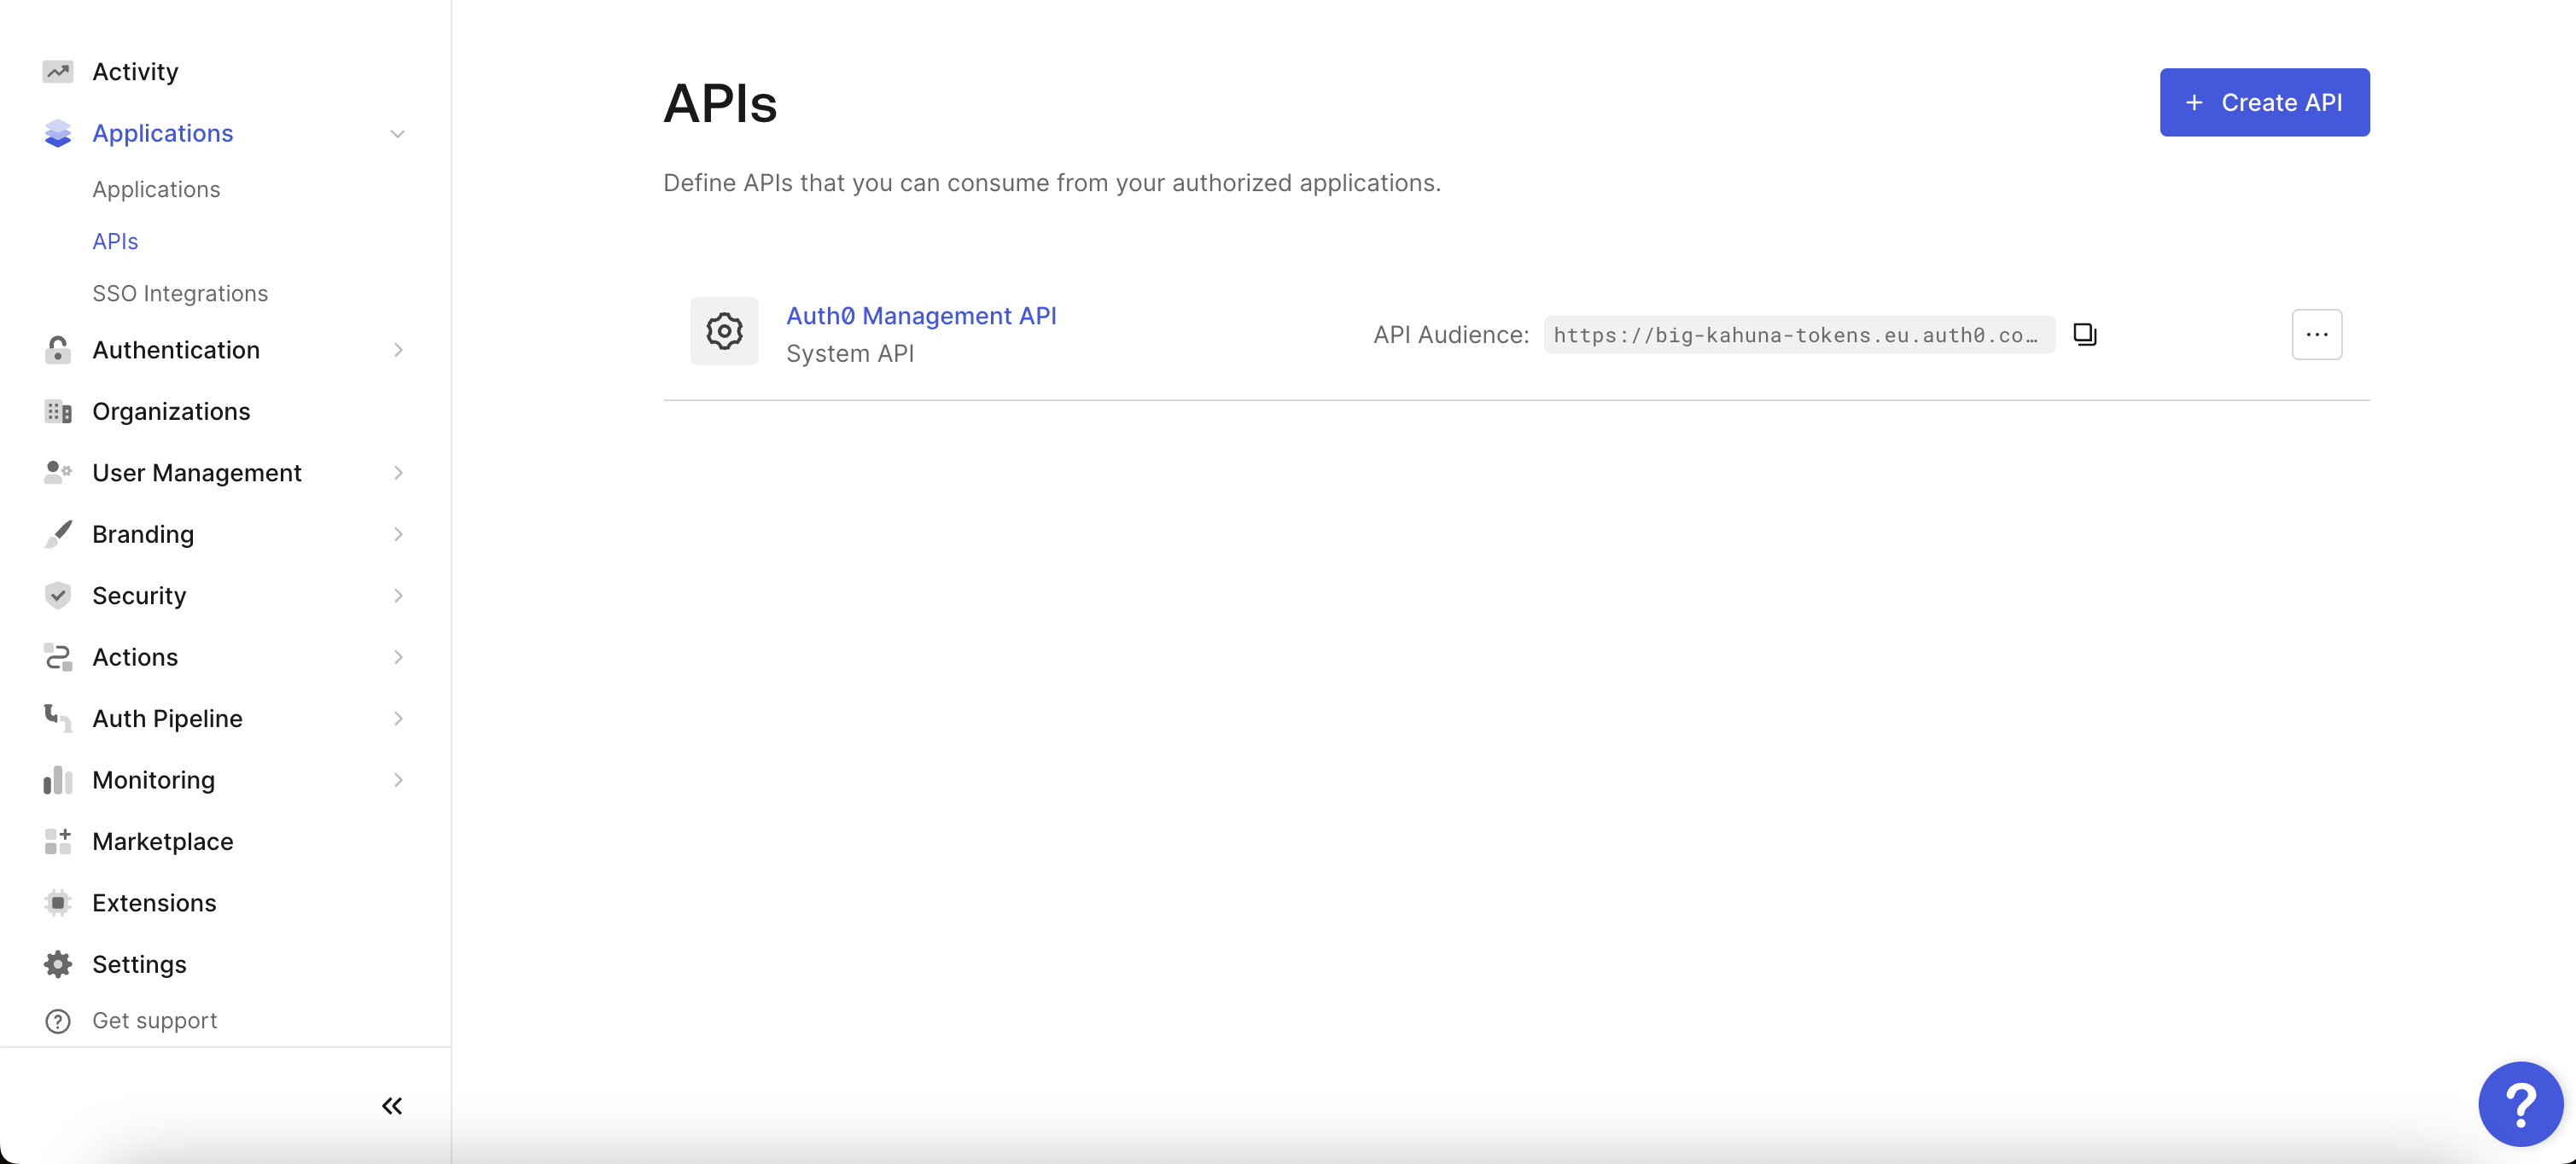 Activity
Applications
Applications
APIs
SSO Integrations
Authentication
Organizations
User Management
Branding
Security
Actions
Auth Pipeline
Monitoring
Marketplace
Extensions
Settings
Get support
APIs
+ Create API
Define APIs that you can consume from your authorized applications.
Auth0 Management API
System API
API Audience: https://big-kahuna-tokens.eu.auth0.co…